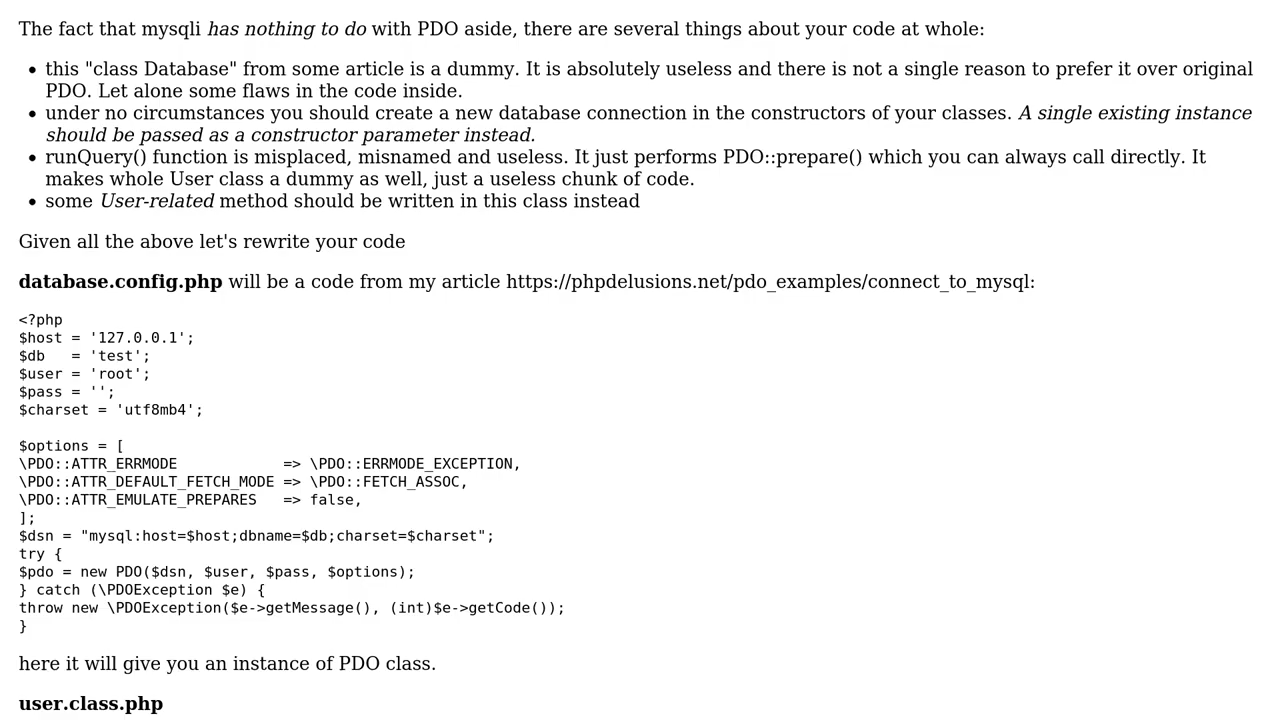 The fact that mysqli has nothing to do with PDO aside, there are several things about your code at whole:
• this "class Database" from some article is a dummy. It is absolutely useless and there is not a single reason to prefer it over original
PDO. Let alone some flaws in the code inside.
• under no circumstances you should create a new database connection in the constructors of your classes. A single existing instance
should be passed as a constructor parameter instead.
• runQuery() function is misplaced, misnamed and useless. It just performs PDO::prepare() which you can always call directly. It
makes whole User class a dummy as well, just a useless chunk of code.
• some User-related method should be written in this class instead
Given all the above let's rewrite your code
database.config.php will be a code from my article https://phpdelusions.net/pdo_examples/connect_to_mysql:
<?php
$host = '127.0.0.1';
$db   = 'test';
$user = 'root';
$pass = '';
$charset = 'utf8mb4';
$options = [
\PDO::ATTR_ERRMODE            => \PDO::ERRMODE_EXCEPTION,
\PDO::ATTR_DEFAULT_FETCH_MODE => \PDO::FETCH_ASSOC,
\PDO::ATTR_EMULATE_PREPARES   => false,
];
$dsn = "mysql:host=$host;dbname=$db;charset=$charset";
try {
$pdo = new PDO($dsn, $user, $pass, $options);
} catch (\PDOException $e) {
throw new \PDOException($e->getMessage(), (int)$e->getCode());
}
here it will give you an instance of PDO class.
user.class.php